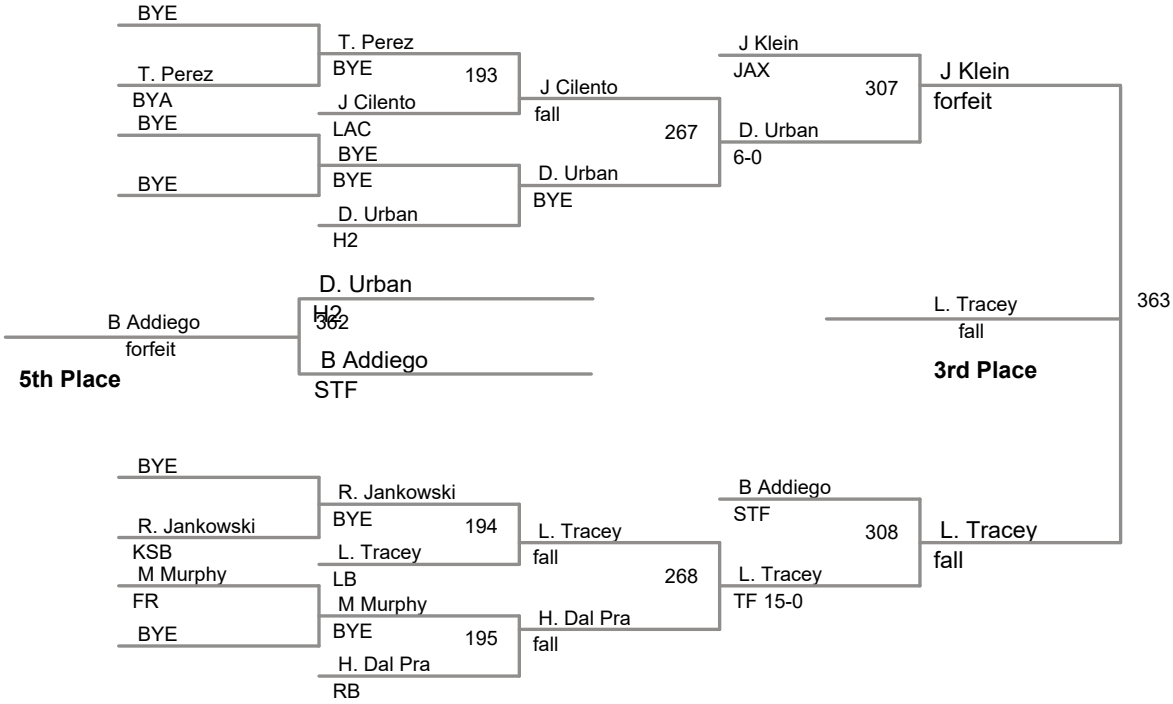 BYE
T. Perez
BYA
BYE
BYE
T. Perez
BYE
193
J Cilento
LAC
BYE
BYE
D. Urban
H2
J Cilento
fall
267
D. Urban
BYE
J Klein
JAX
307
D. Urban
6-0
J Klein
forfeit
D. Urban
H2
362
B Addiego
STF
B Addiego
forfeit
5th Place
L. Tracey
fall
363
3rd Place
BYE
R. Jankowski
KSB
M Murphy
FR
BYE
R. Jankowski
BYE
194
L. Tracey
LB
M Murphy
BYE
195
H. Dal Pra
RB
L. Tracey
fall
268
H. Dal Pra
fall
B Addiego
STF
308
L. Tracey
TF 15-0
L. Tracey
fall